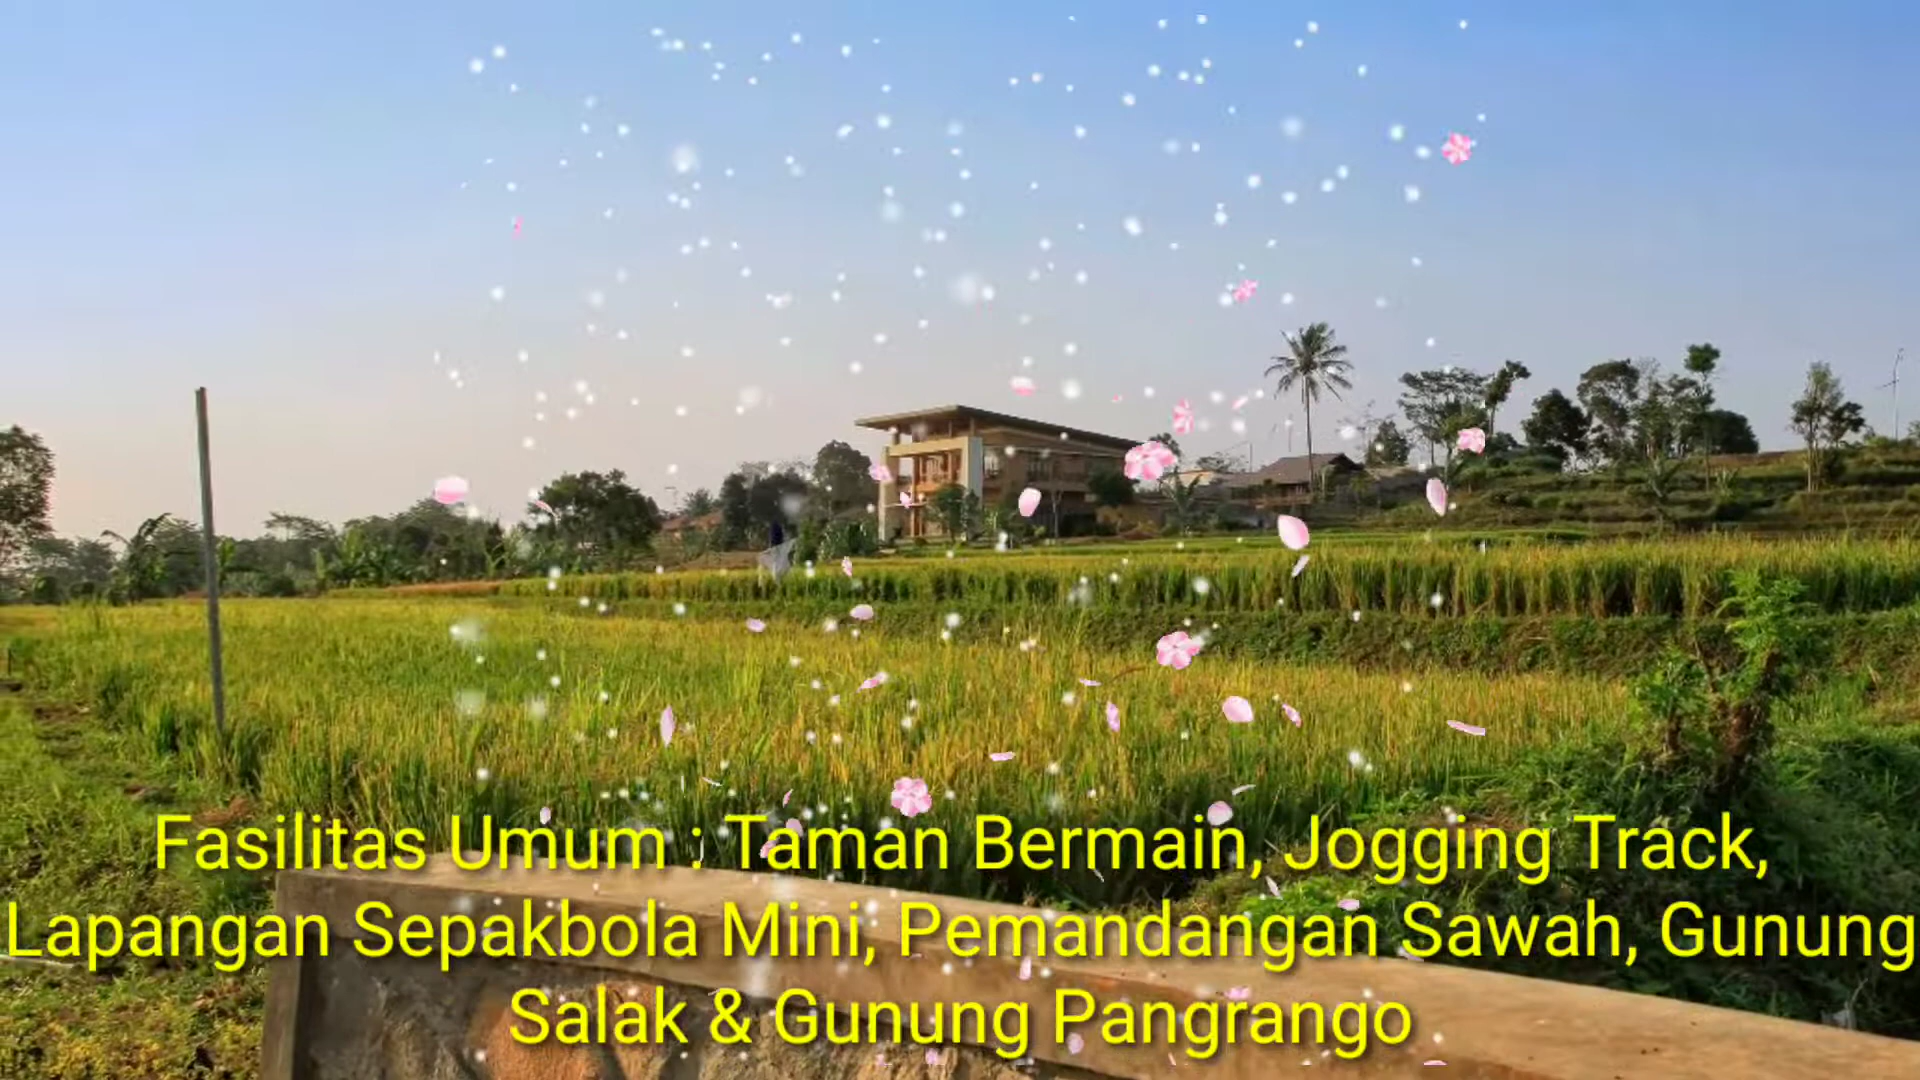 Fasilitas Umum : Taman Bermain, Jogging Track,
Lapangan Sepakbola Mini, Pemandangan Sawah, Gunung
Salak & Gunung Pangrango